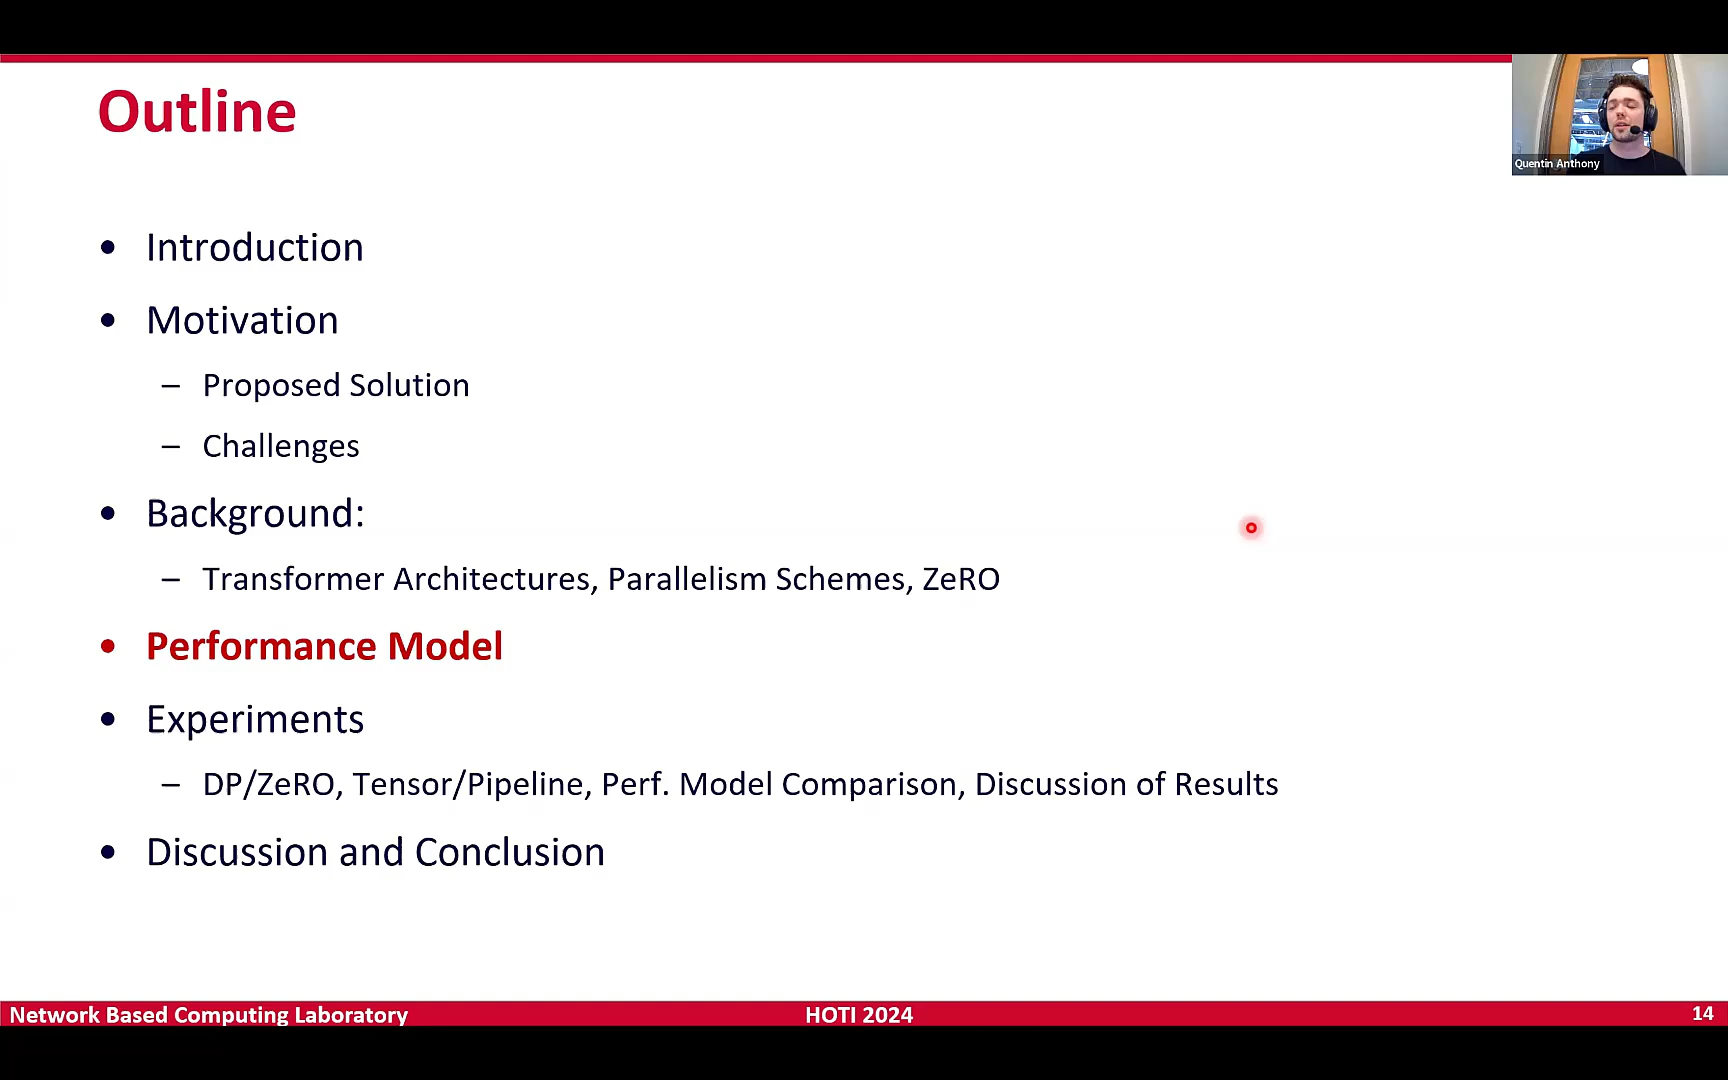 Outline
Quentin Anthony
• Introduction
• Motivation
– Proposed Solution
– Challenges
• Background:
– Transformer Architectures, Parallelism Schemes, ZeRO
• Performance Model
• Experiments
– DP/ZeRO, Tensor/Pipeline, Perf. Model Comparison, Discussion of Results
• Discussion and Conclusion
Network Based Computing Laboratory
HOTI 2024
14